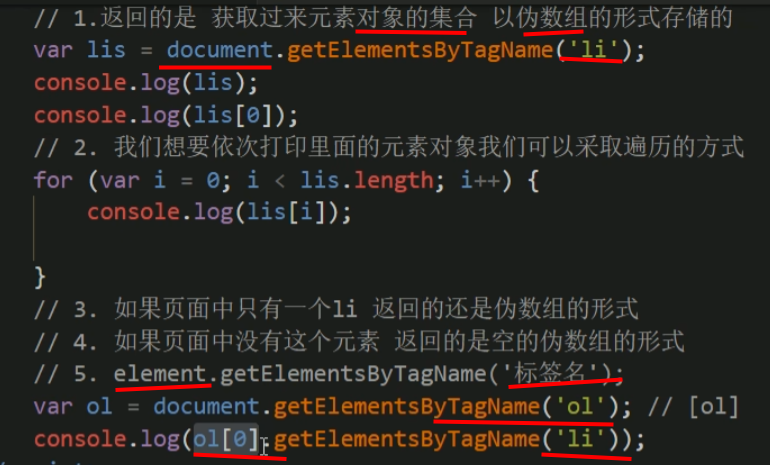 // 1.返回的是 获取过来元素对象的集合 以伪数组的形式存储的
var lis = document.getElementsByTagName('li');
console.log(lis);
console.log(lis[0]);
// 2. 我们想要依次打印里面的元素对象我们可以采取遍历的方式
for (var i = 0; i < lis.length; i++) {
console.log(lis[i]);
}
// 3. 如果页面中只有一个li 返回的还是伪数组的形式
// 4. 如果页面中没有这个元素 返回的是空的伪数组的形式
// 5. element.getElementsByTagName('标签名');
var ol = document.getElementsByTagName('ol'); // [ol]
console.log(ol[0].getElementsByTagName('li'));